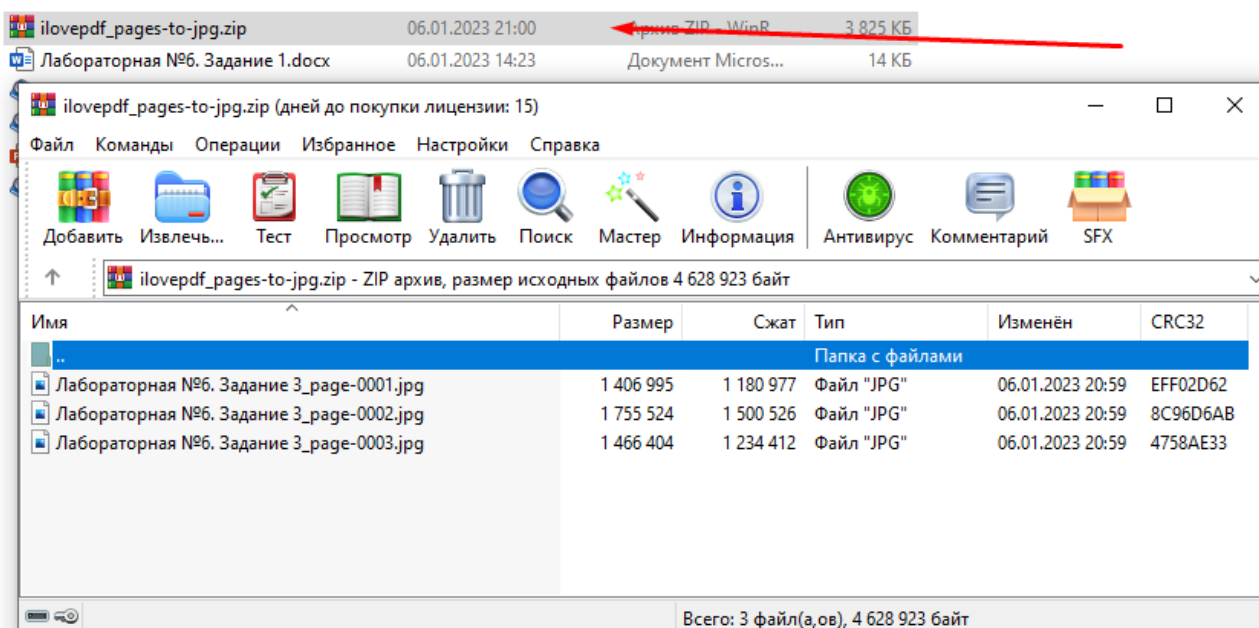 ilovepdf_pages-to-jpg.zip 06.01.2023 21:00 Архив ZIP - WinR... 3 825 КБ
Лабораторная №6. Задание 1.docx 06.01.2023 14:23 Документ Micros... 14 КБ
ilovepdf_pages-to-jpg.zip (дней до покупки лицензии: 15)
Файл Команды Операции Избранное Настройки Справка
Добавить Извлечь... Тест Просмотр Удалить Поиск Мастер Информация Антивирус Комментарий SFX
ilovepdf_pages-to-jpg.zip - ZIP архив, размер исходных файлов 4 628 923 байт
Имя Размер Сжат Тип Изменён CRC32
.. Папка с файлами
Лабораторная №6. Задание 3_page-0001.jpg 1 406 995 1 180 977 Файл "JPG" 06.01.2023 20:59 EFF02D62
Лабораторная №6. Задание 3_page-0002.jpg 1 755 524 1 500 526 Файл "JPG" 06.01.2023 20:59 8C96D6AB
Лабораторная №6. Задание 3_page-0003.jpg 1 466 404 1 234 412 Файл "JPG" 06.01.2023 20:59 4758AE33
Всего: 3 файл(а,ов), 4 628 923 байт